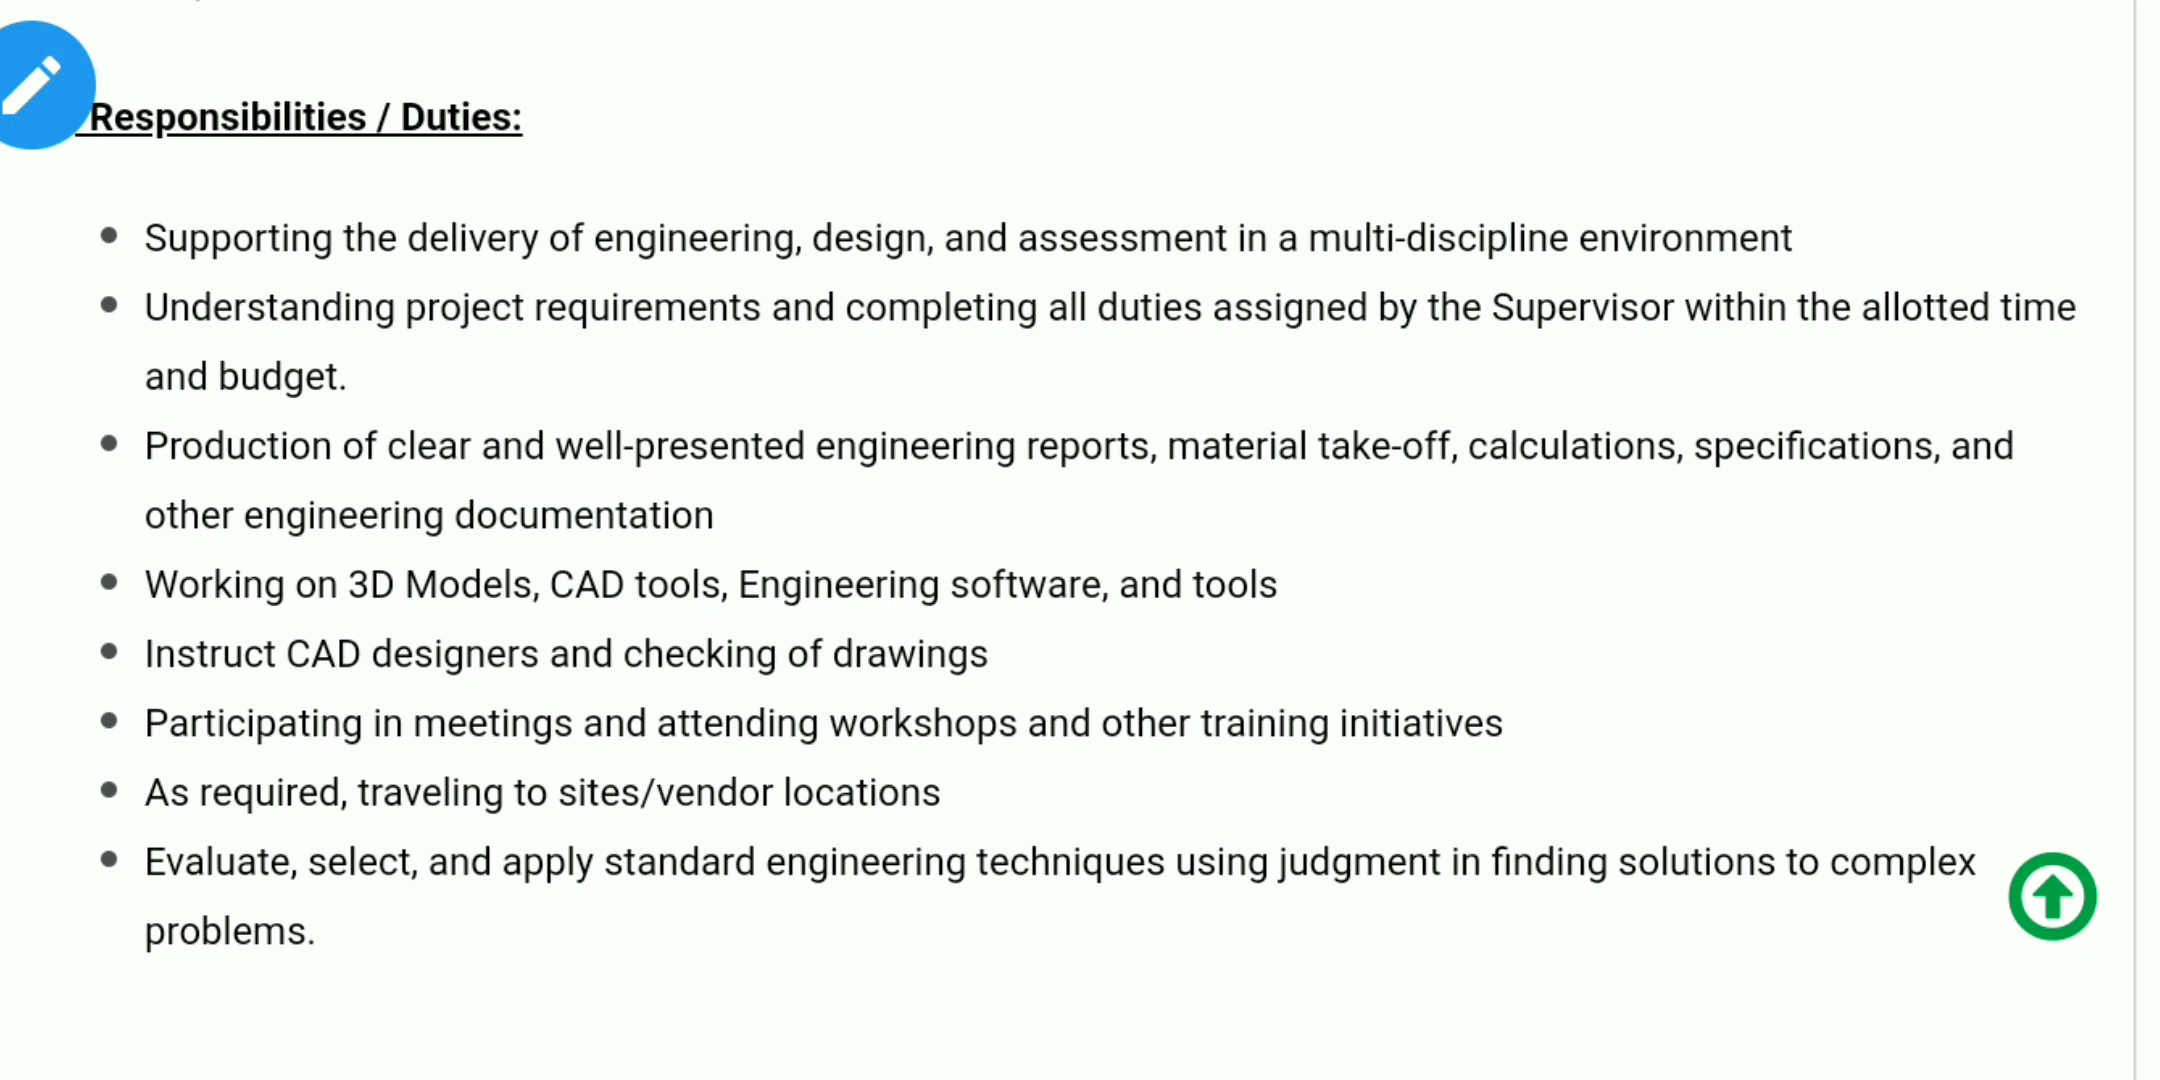 Responsibilities / Duties:
Supporting the delivery of engineering, design, and assessment in a multi-discipline environment
Understanding project requirements and completing all duties assigned by the Supervisor within the allotted time
and budget.
Production of clear and well-presented engineering reports, material take-off, calculations, specifications, and
other engineering documentation
Working on 3D Models, CAD tools, Engineering software, and tools
Instruct CAD designers and checking of drawings
Participating in meetings and attending workshops and other training initiatives
As required, traveling to sites/vendor locations
Evaluate, select, and apply standard engineering techniques using judgment in finding solutions to complex
problems.